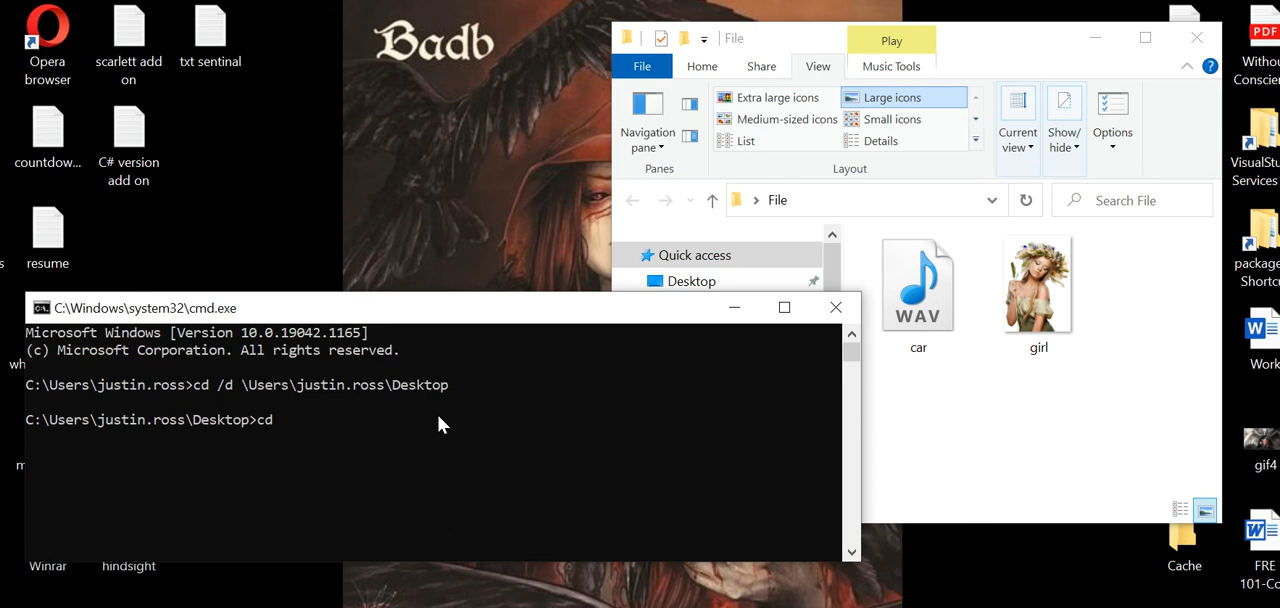 Opera
browser
scarlett add
on
txt sentinal
countdow...
C# version
add on
resume
s
wh
m
Winrar
hindsight
Badb
File
Play
File
Home
Share
View
Music Tools
Navigation
pane
Extra large icons
Large icons
Medium-sized icons
Small icons
List
Details
Current
view
Show/
hide
Options
Panes
Layout
File
Search File
Quick access
Desktop
WAV
car
girl
C:\Windows\system32\cmd.exe
Microsoft Windows [Version 10.0.19042.1165]
(c) Microsoft Corporation. All rights reserved.
C:\Users\justin.ross>cd /d \Users\justin.ross\Desktop
C:\Users\justin.ross\Desktop>cd
PDF
Withou
Conscien
VisualStu
Services
package
Shortcu
W
Work
gif4
Cache
W
FRE
101-Co